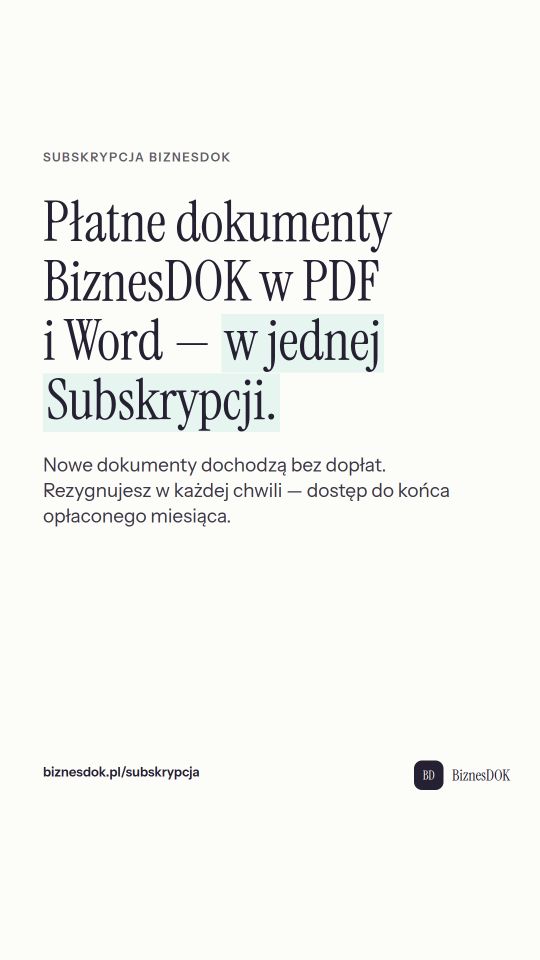 SUBSKRYPCJA BIZNESDOK
Płatne dokumenty
BiznesDOK w PDF
i Word — w jednej
Subskrypcji.
Nowe dokumenty dochodzą bez dopłat.
Rezygnujesz w każdej chwili — dostęp do końca
opłaconego miesiąca.
biznesdok.pl/subskrypcja
BD BiznesDOK